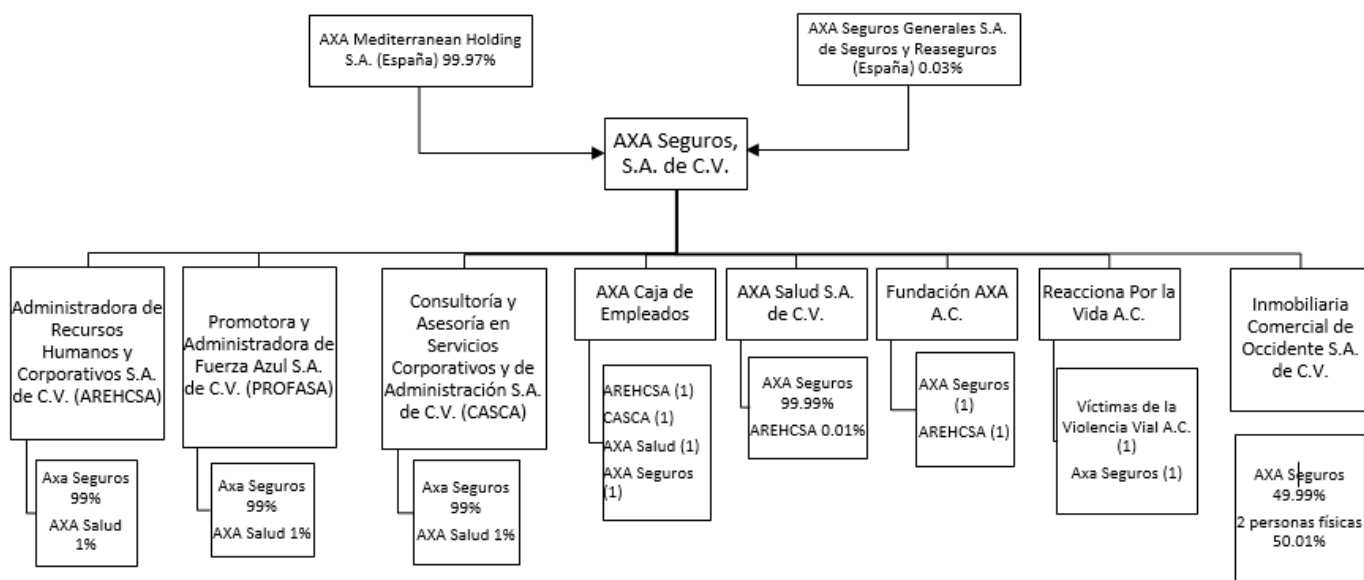 AXA Mediterranean Holding
S.A. (España) 99.97%
AXA Seguros Generales S.A.
de Seguros y Reaseguros
(España) 0.03%
AXA Seguros,
S.A. de C.V.
Administradora de
Recursos
Humanos y
Corporativos S.A.
de C.V. (AREHCSA)
Promotora y
Administradora de
Fuerza Azul S.A.
de C.V. (PROFASA)
Consultoría y
Asesoría en
Servicios
Corporativos y de
Administración S.A.
de C.V. (CASCA)
AXA Caja de
Empleados
AXA Salud S.A.
de C.V.
Fundación AXA
A.C.
Reacciona Por la
Vida A.C.
Inmobiliaria
Comercial de
Occidente S.A.
de C.V.
Axa Seguros
99%
AXA Salud
1%
Axa Seguros
99%
AXA Salud 1%
Axa Seguros
99%
AXA Salud 1%
AREHCSA (1)
CASCA (1)
AXA Salud (1)
AXA Seguros
(1)
AXA Seguros
99.99%
AREHCSA 0.01%
AXA Seguros
(1)
AREHCSA (1)
Víctimas de la
Violencia Vial A.C.
(1)
Axa Seguros (1)
AXA Seguros
49.99%
2 personas físicas
50.01%